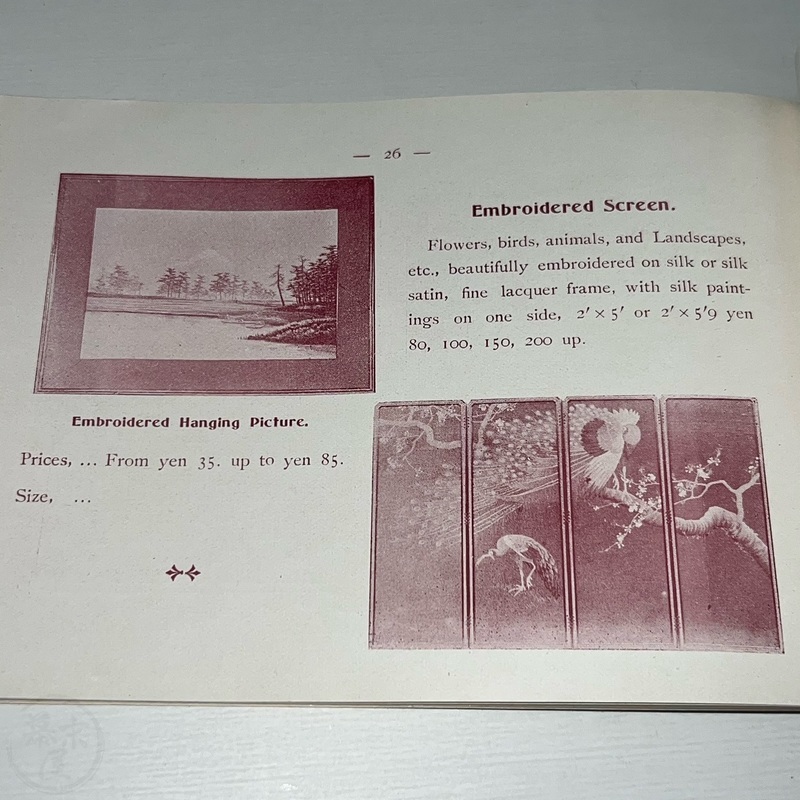 — 26 —
Embroidered Hanging Picture.
Prices, ... From yen 35. up to yen 85.
Size, ...
Embroidered Screen.
Flowers, birds, animals, and Landscapes,
etc., beautifully embroidered on silk or silk
satin, fine lacquer frame, with silk paint-
ings on one side, 2′ × 5′ or 2′ × 5′9 yen
80, 100, 150, 200 up.